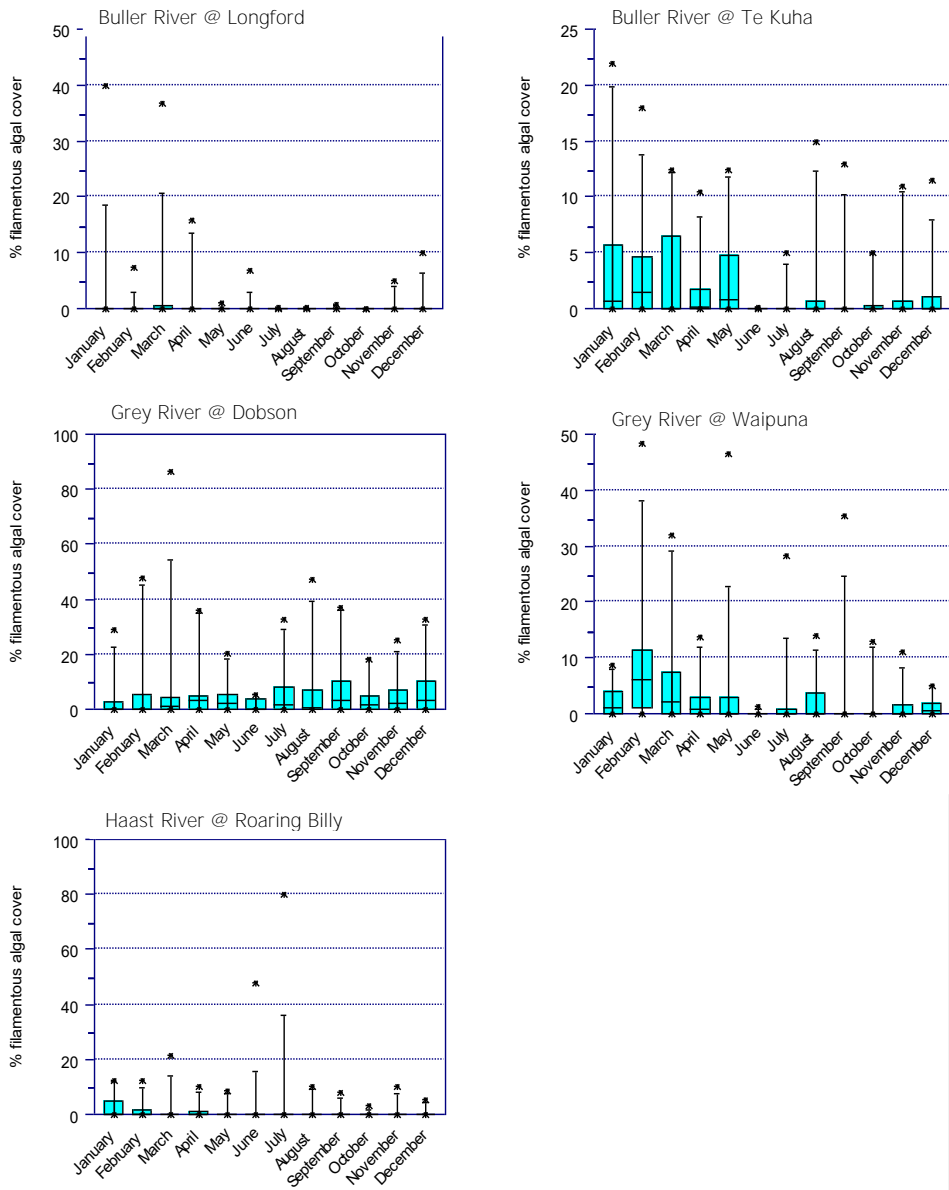 Buller River @ Longford
% filamentous algal cover
50
40
30
20
10
0
January
February
March
April
May
June
July
August
September
October
November
December
Buller River @ Te Kuha
% filamentous algal cover
25
20
15
10
5
0
January
February
March
April
May
June
July
August
September
October
November
December
Grey River @ Dobson
% filamentous algal cover
100
80
60
40
20
0
January
February
March
April
May
June
July
August
September
October
November
December
Grey River @ Waipuna
% filamentous algal cover
50
40
30
20
10
0
January
February
March
April
May
June
July
August
September
October
November
December
Haast River @ Roaring Billy
% filamentous algal cover
100
80
60
40
20
0
January
February
March
April
May
June
July
August
September
October
November
December